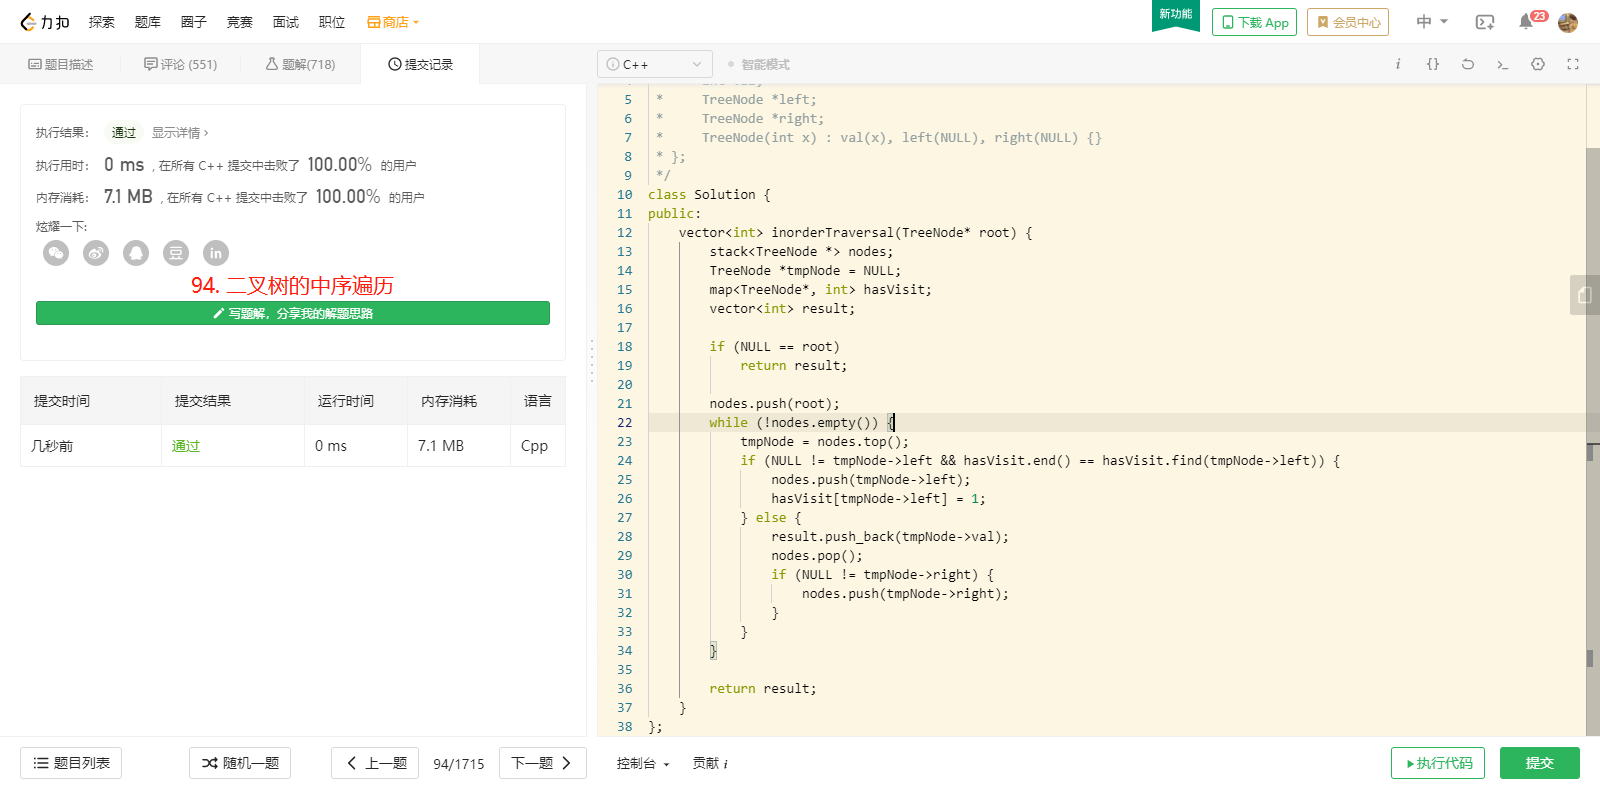 力扣 探索 题库 圈子 竞赛 面试 职位 商店 新功能 下载 App 会员中心 中 23
题目描述 评论 (551) 题解(718) 提交记录 C++ 智能模式
执行结果： 通过 显示详情 ›
执行用时： 0 ms , 在所有 C++ 提交中击败了 100.00% 的用户
内存消耗： 7.1 MB , 在所有 C++ 提交中击败了 100.00% 的用户
炫耀一下:
豆 in
94. 二叉树的中序遍历
写题解，分享我的解题思路
提交时间 提交结果 运行时间 内存消耗 语言
几秒前 通过 0 ms 7.1 MB Cpp
5 * TreeNode *left;
6 * TreeNode *right;
7 * TreeNode(int x) : val(x), left(NULL), right(NULL) {}
8 * };
9 */
10 class Solution {
11 public:
12 vector<int> inorderTraversal(TreeNode* root) {
13 stack<TreeNode *> nodes;
14 TreeNode *tmpNode = NULL;
15 map<TreeNode*, int> hasVisit;
16 vector<int> result;
17
18 if (NULL == root)
19 return result;
20
21 nodes.push(root);
22 while (!nodes.empty()) {
23 tmpNode = nodes.top();
24 if (NULL != tmpNode->left && hasVisit.end() == hasVisit.find(tmpNode->left)) {
25 nodes.push(tmpNode->left);
26 hasVisit[tmpNode->left] = 1;
27 } else {
28 result.push_back(tmpNode->val);
29 nodes.pop();
30 if (NULL != tmpNode->right) {
31 nodes.push(tmpNode->right);
32 }
33 }
34 }
35
36 return result;
37 }
38 };
题目列表 随机一题 上一题 94/1715 下一题 控制台 贡献 i 执行代码 提交